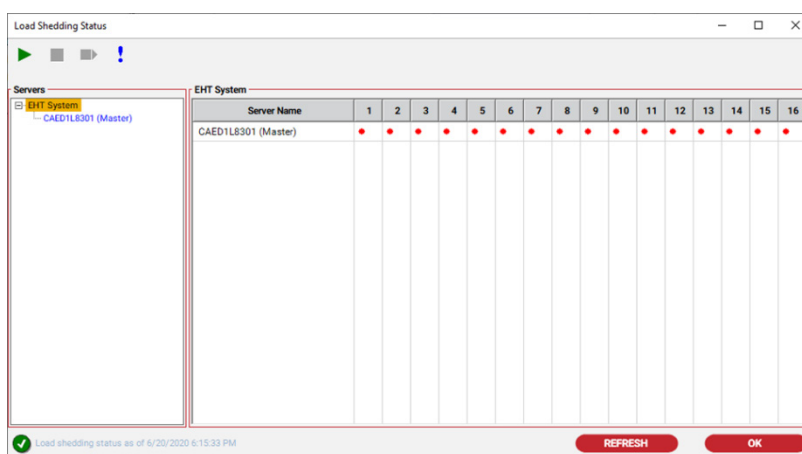 Load Shedding Status
Servers
EHT System
CAED1L8301 (Master)
EHT System
Server Name 1 2 3 4 5 6 7 8 9 10 11 12 13 14 15 16
CAED1L8301 (Master)
Load shedding status as of 6/20/2020 6:15:33 PM
REFRESH
OK